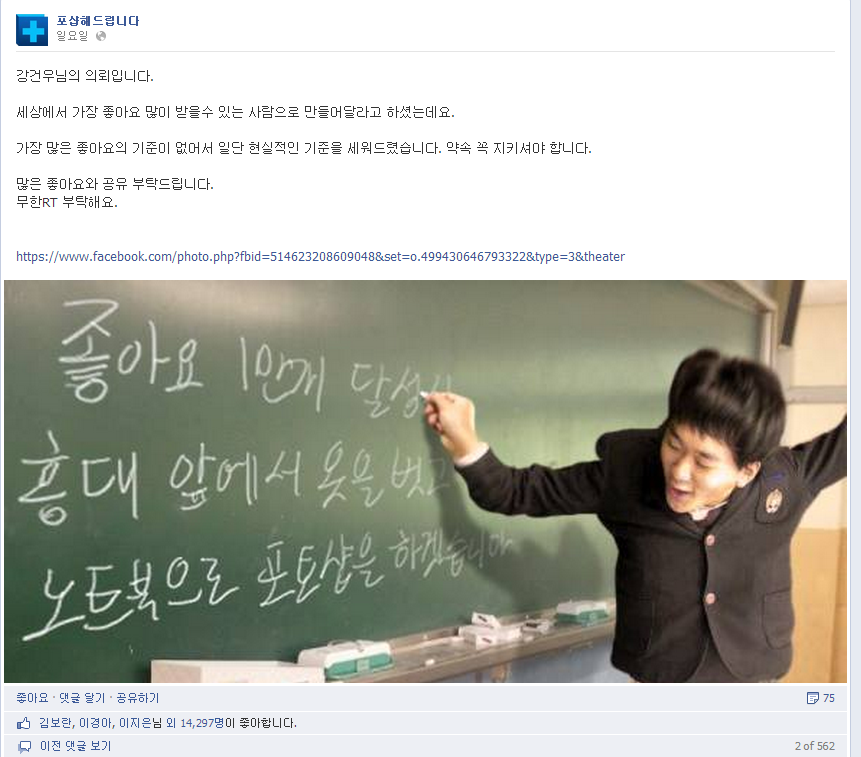 포샵해드립니다
일요일
강건우님의 의뢰입니다.
세상에서 가장 좋아요 많이 받을수 있는 사람으로 만들어달라고 하셨는데요.
가장 많은 좋아요의 기준이 없어서 일단 현실적인 기준을 세워드렸습니다. 약속 꼭 지키셔야 합니다.
많은 좋아요와 공유 부탁드립니다.
무한RT 부탁해요.
https://www.facebook.com/photo.php?fbid=514623208609048&set=o.499430646793322&type=3&theater
좋아요 1만개 달성시
홍대 앞에서 옷을 벗고
노트북으로 포토샵을 하겠습니다
좋아요 · 댓글 달기 · 공유하기
75
김보란, 이경아, 이지은님 외 14,297명이 좋아합니다.
이전 댓글 보기
2 of 562